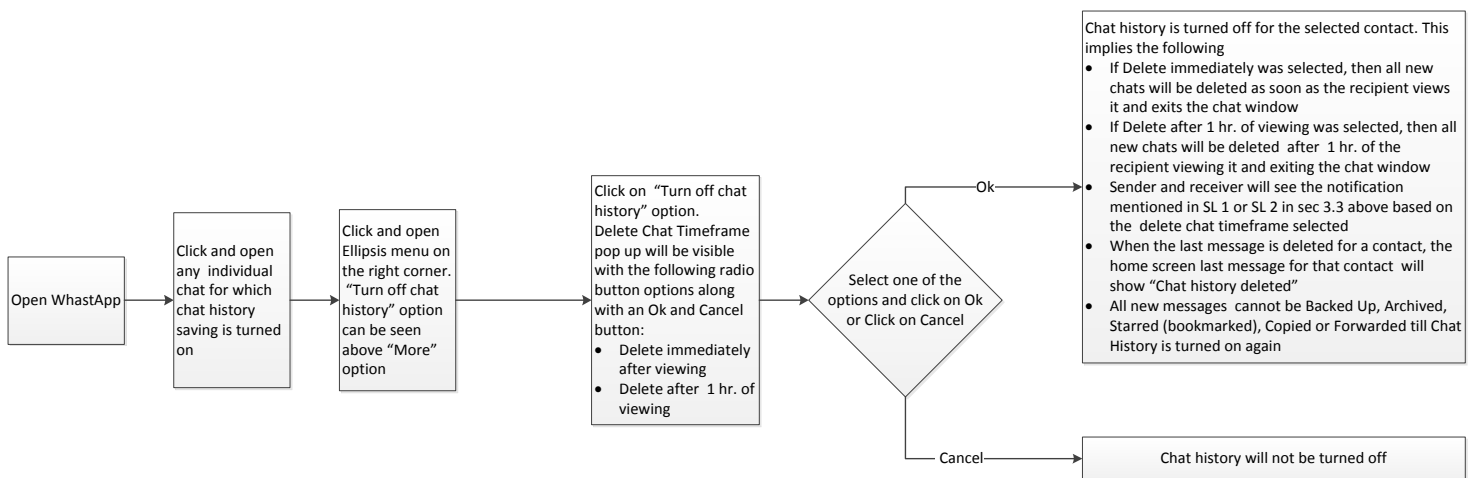 Open WhastApp
Click and open
any individual
chat for which
chat history
saving is turned
on
Click and open
Ellipsis menu on
the right corner.
“Turn off chat
history” option
can be seen
above “More”
option
Click on “Turn off chat
history” option.
Delete Chat Timeframe
pop up will be visible
with the following radio
button options along
with an Ok and Cancel
button:
• Delete immediately
after viewing
• Delete after 1 hr. of
viewing
Select one of the
options and click on Ok
or Click on Cancel
Ok
Chat history is turned off for the selected contact. This
implies the following
• If Delete immediately was selected, then all new
chats will be deleted as soon as the recipient views
it and exits the chat window
• If Delete after 1 hr. of viewing was selected, then all
new chats will be deleted after 1 hr. of the
recipient viewing it and exiting the chat window
• Sender and receiver will see the notification
mentioned in SL 1 or SL 2 in sec 3.3 above based on
the delete chat timeframe selected
• When the last message is deleted for a contact, the
home screen last message for that contact will
show “Chat history deleted”
• All new messages cannot be Backed Up, Archived,
Starred (bookmarked), Copied or Forwarded till Chat
History is turned on again
Cancel
Chat history will not be turned off